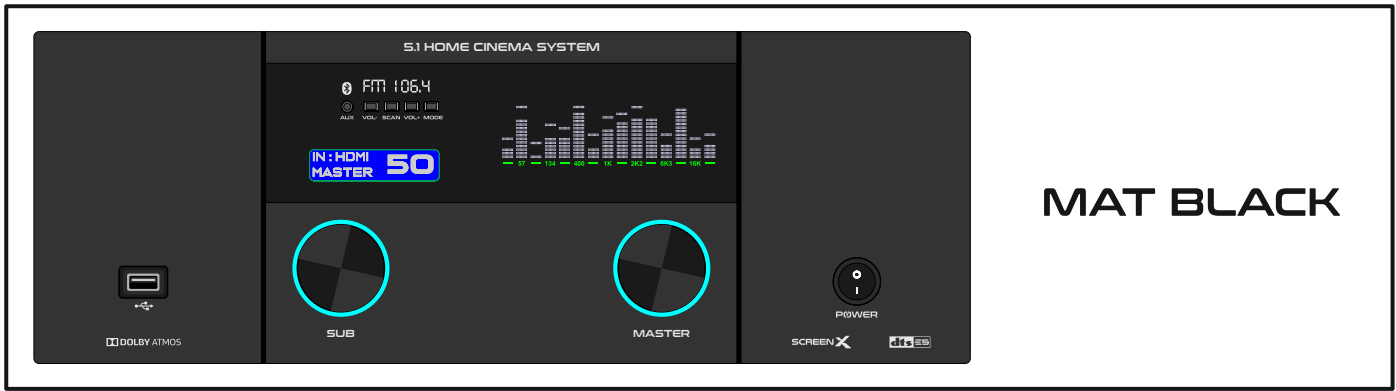 5.1 HOME CINEMA SYSTEM
FM 106.4
AUX VOL- SCAN VOL+ MODE
IN : HDMI
MASTER 50
57 134 400 1K 2K2 6K3 16K
MAT BLACK
SUB
MASTER
POWER
DOLBY ATMOS
SCREEN X
dts ES